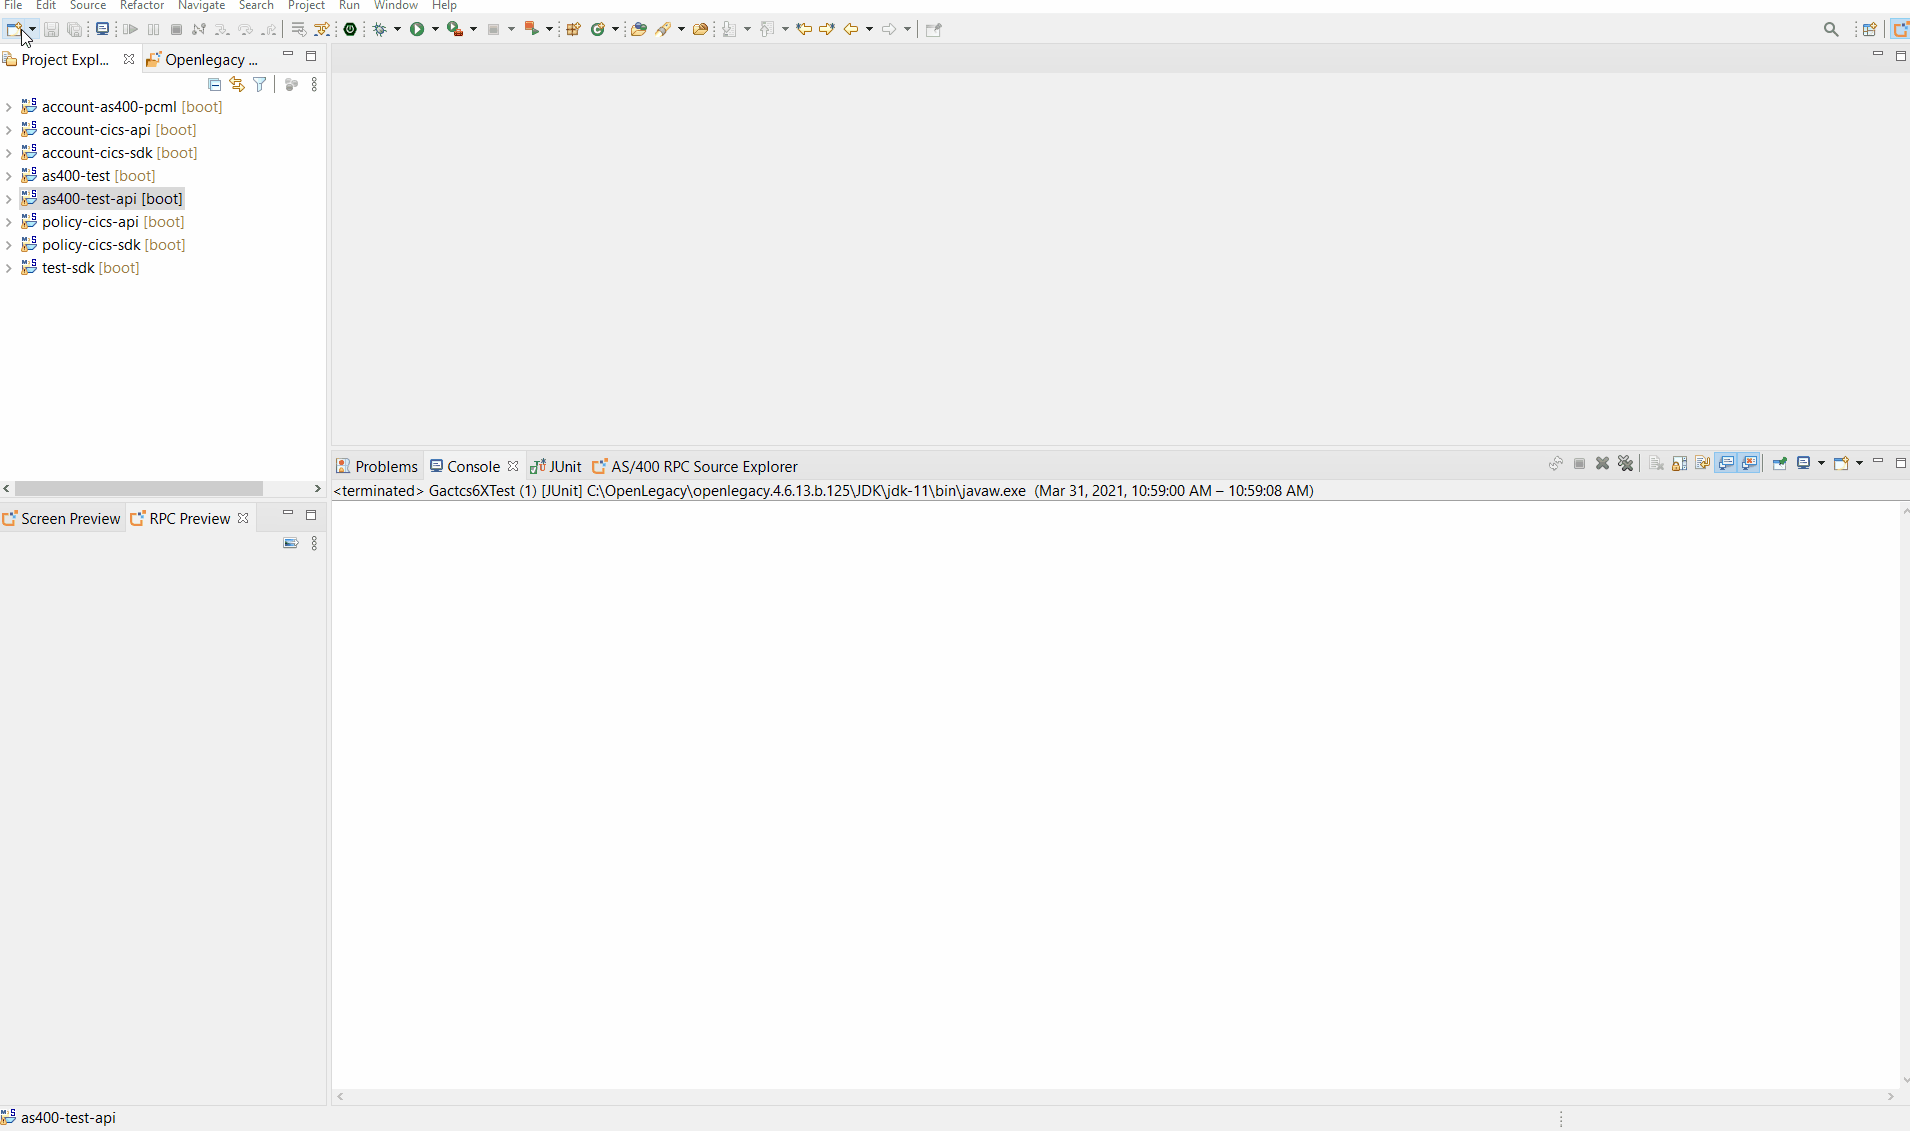 File Edit Source Refactor Navigate Search Project Run Window Help
Project Expl... Openlegacy ...
account-as400-pcml [boot]
account-cics-api [boot]
account-cics-sdk [boot]
as400-test [boot]
as400-test-api [boot]
policy-cics-api [boot]
policy-cics-sdk [boot]
test-sdk [boot]
Screen Preview RPC Preview
Problems Console JUnit AS/400 RPC Source Explorer
<terminated> Gactcs6XTest (1) [JUnit] C:\OpenLegacy\openlegacy.4.6.13.b.125\JDK\jdk-11\bin\javaw.exe (Mar 31, 2021, 10:59:00 AM – 10:59:08 AM)
as400-test-api